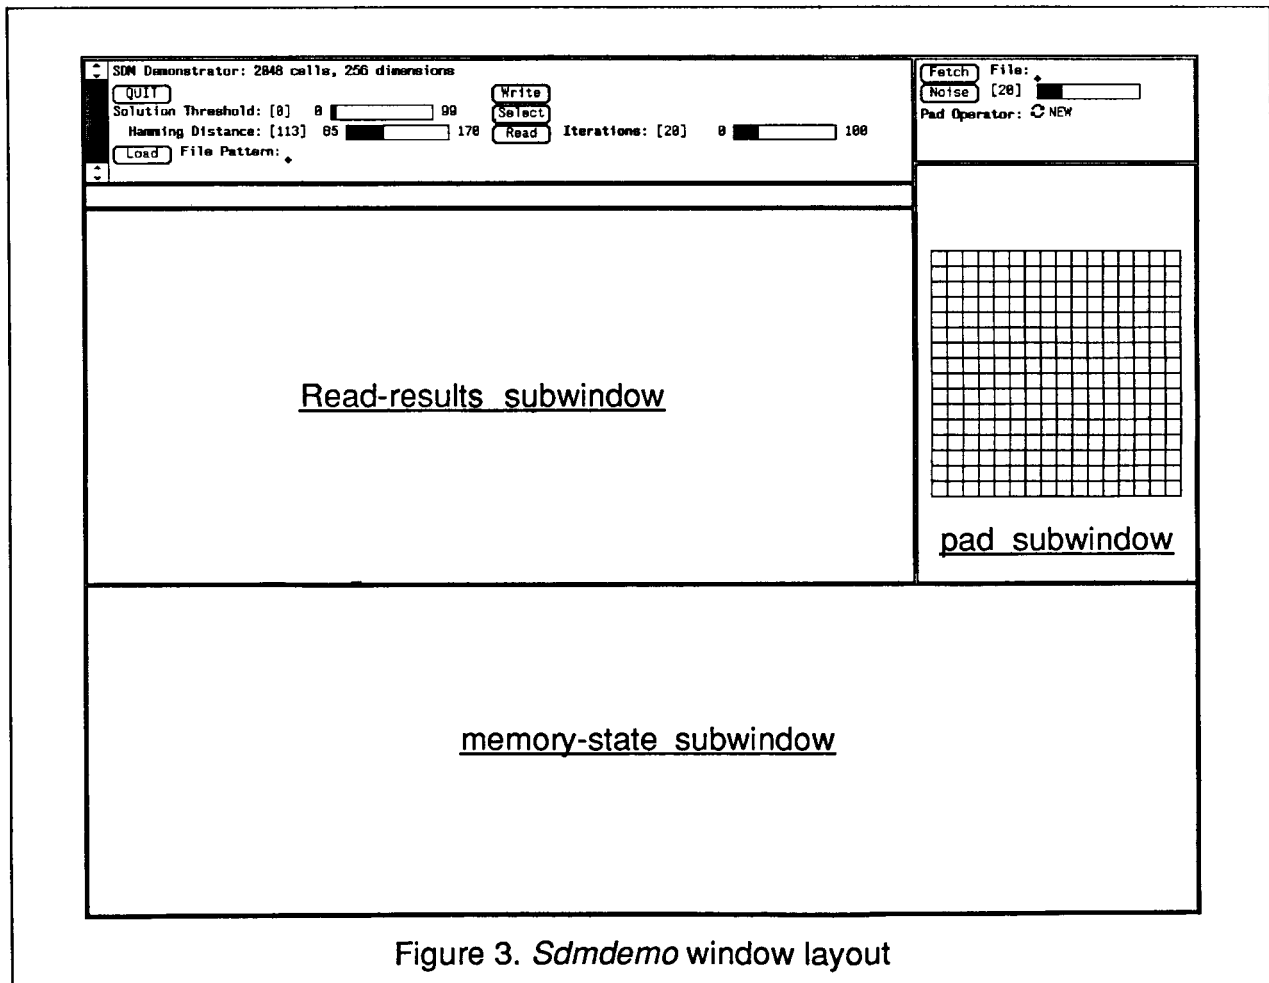 SDM Demonstrator: 2048 cells, 256 dimensions
QUIT Write
Solution Threshold: [0] 0 99 Select
Hamming Distance: [113] 85 170 Read Iterations: [20] 0 100
Load File Pattern:
Fetch File:
Noise [20]
Pad Operator: NEW
Read-results subwindow
pad subwindow
memory-state subwindow
Figure 3. Sdmdemo window layout